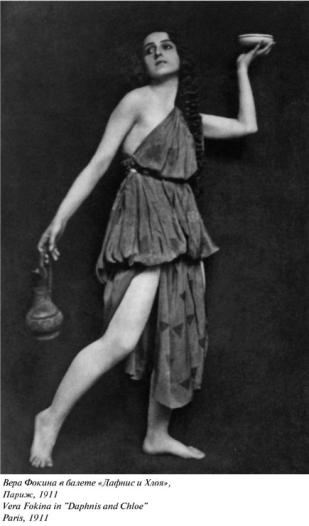 Вера Фокина в балете «Дафнис и Хлоя»,
Париж, 1911
Vera Fokina in "Daphnis and Chloe"
Paris, 1911